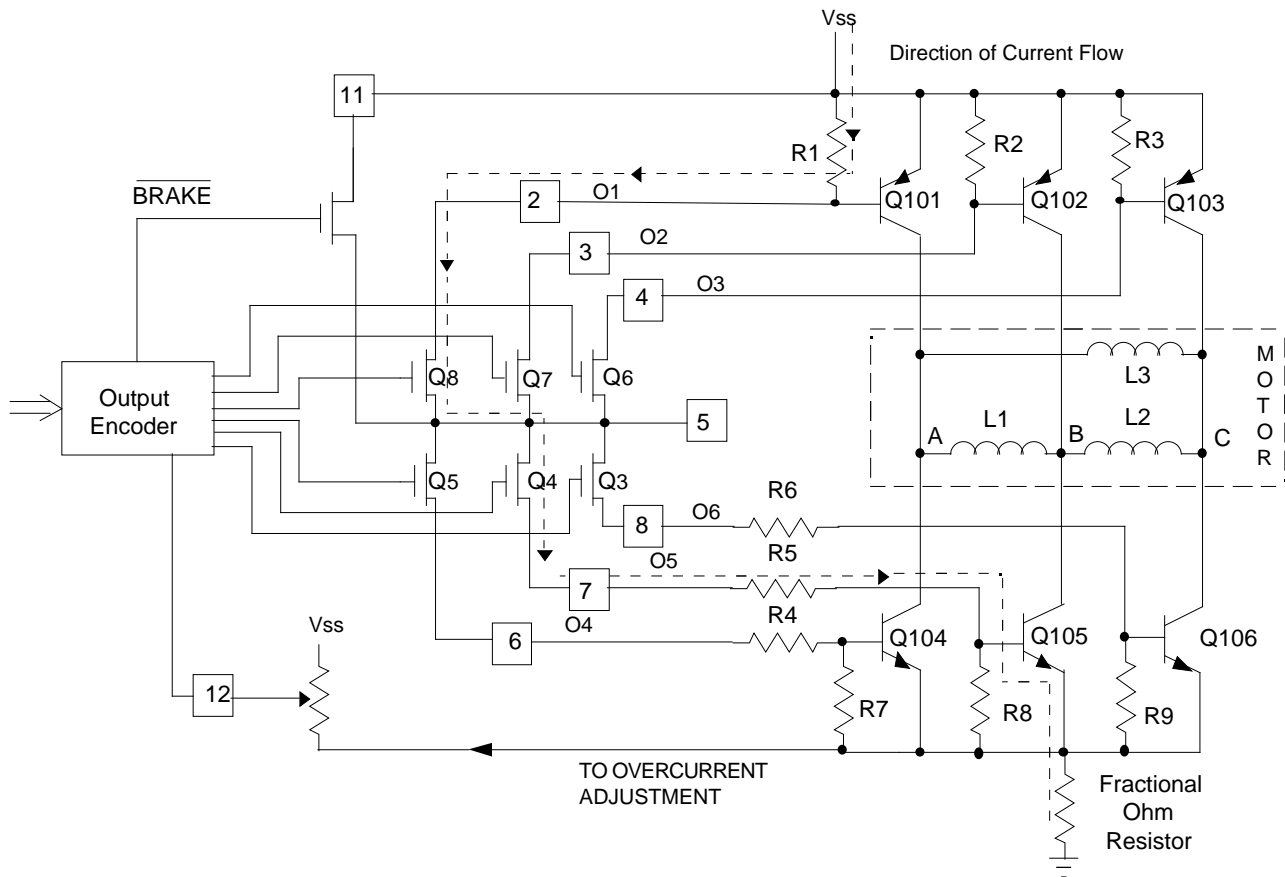 Vss
Direction of Current Flow
11
R1
R2
R3
BRAKE
2
O1
Q101
Q102
Q103
3
O2
4
O3
Output
Encoder
Q8
Q7
Q6
5
L3
M
O
T
O
R
A
L1
B
L2
C
Q5
Q4
Q3
8
O6
R6
O5
R5
7
O4
R4
6
Q104
Q105
Q106
Vss
12
R7
R8
R9
TO OVERCURRENT
ADJUSTMENT
Fractional
Ohm
Resistor